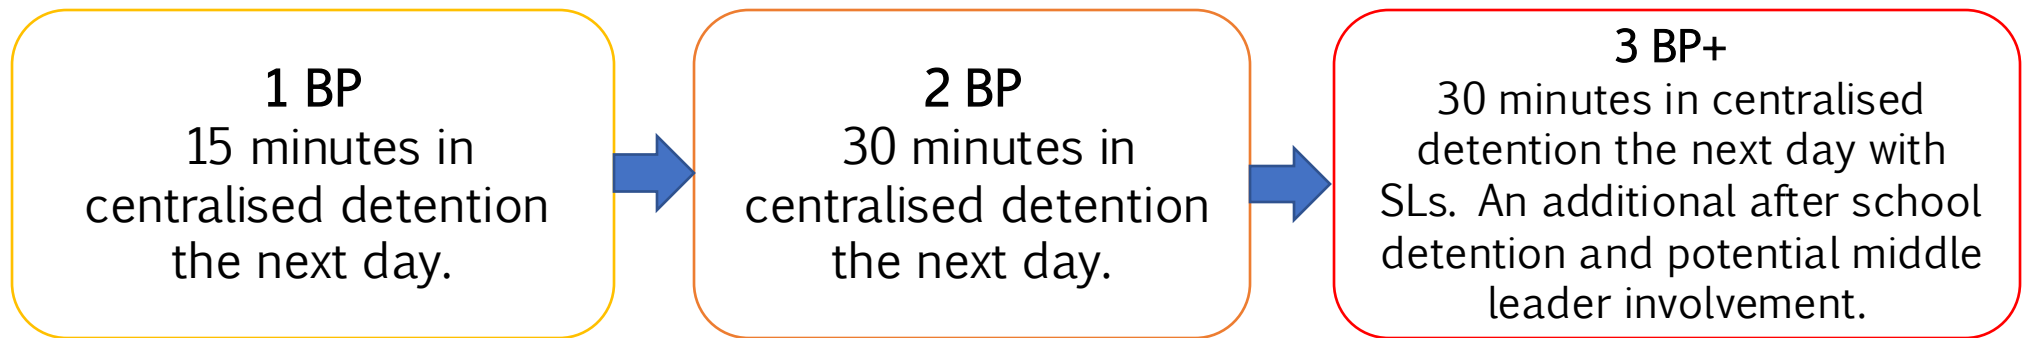 1 BP
15 minutes in
centralised detention
the next day.
2 BP
30 minutes in
centralised detention
the next day.
3 BP+
30 minutes in centralised
detention the next day with
SLs. An additional after school
detention and potential middle
leader involvement.